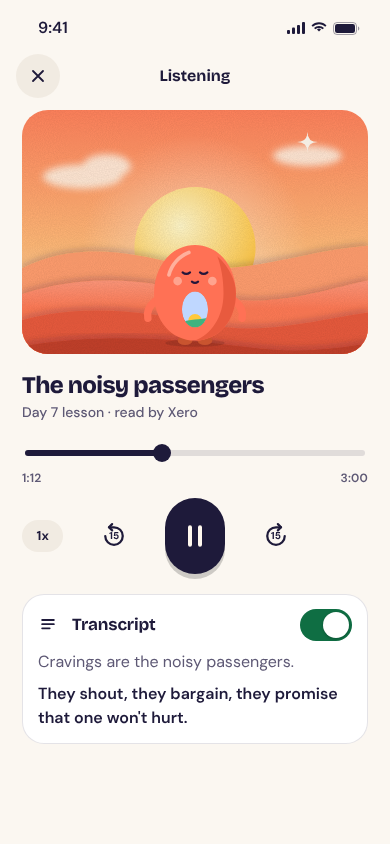 9:41
Listening
The noisy passengers
Day 7 lesson · read by Xero
1:12
3:00
1x
15
15
Transcript
Cravings are the noisy passengers.
They shout, they bargain, they promise
that one won't hurt.